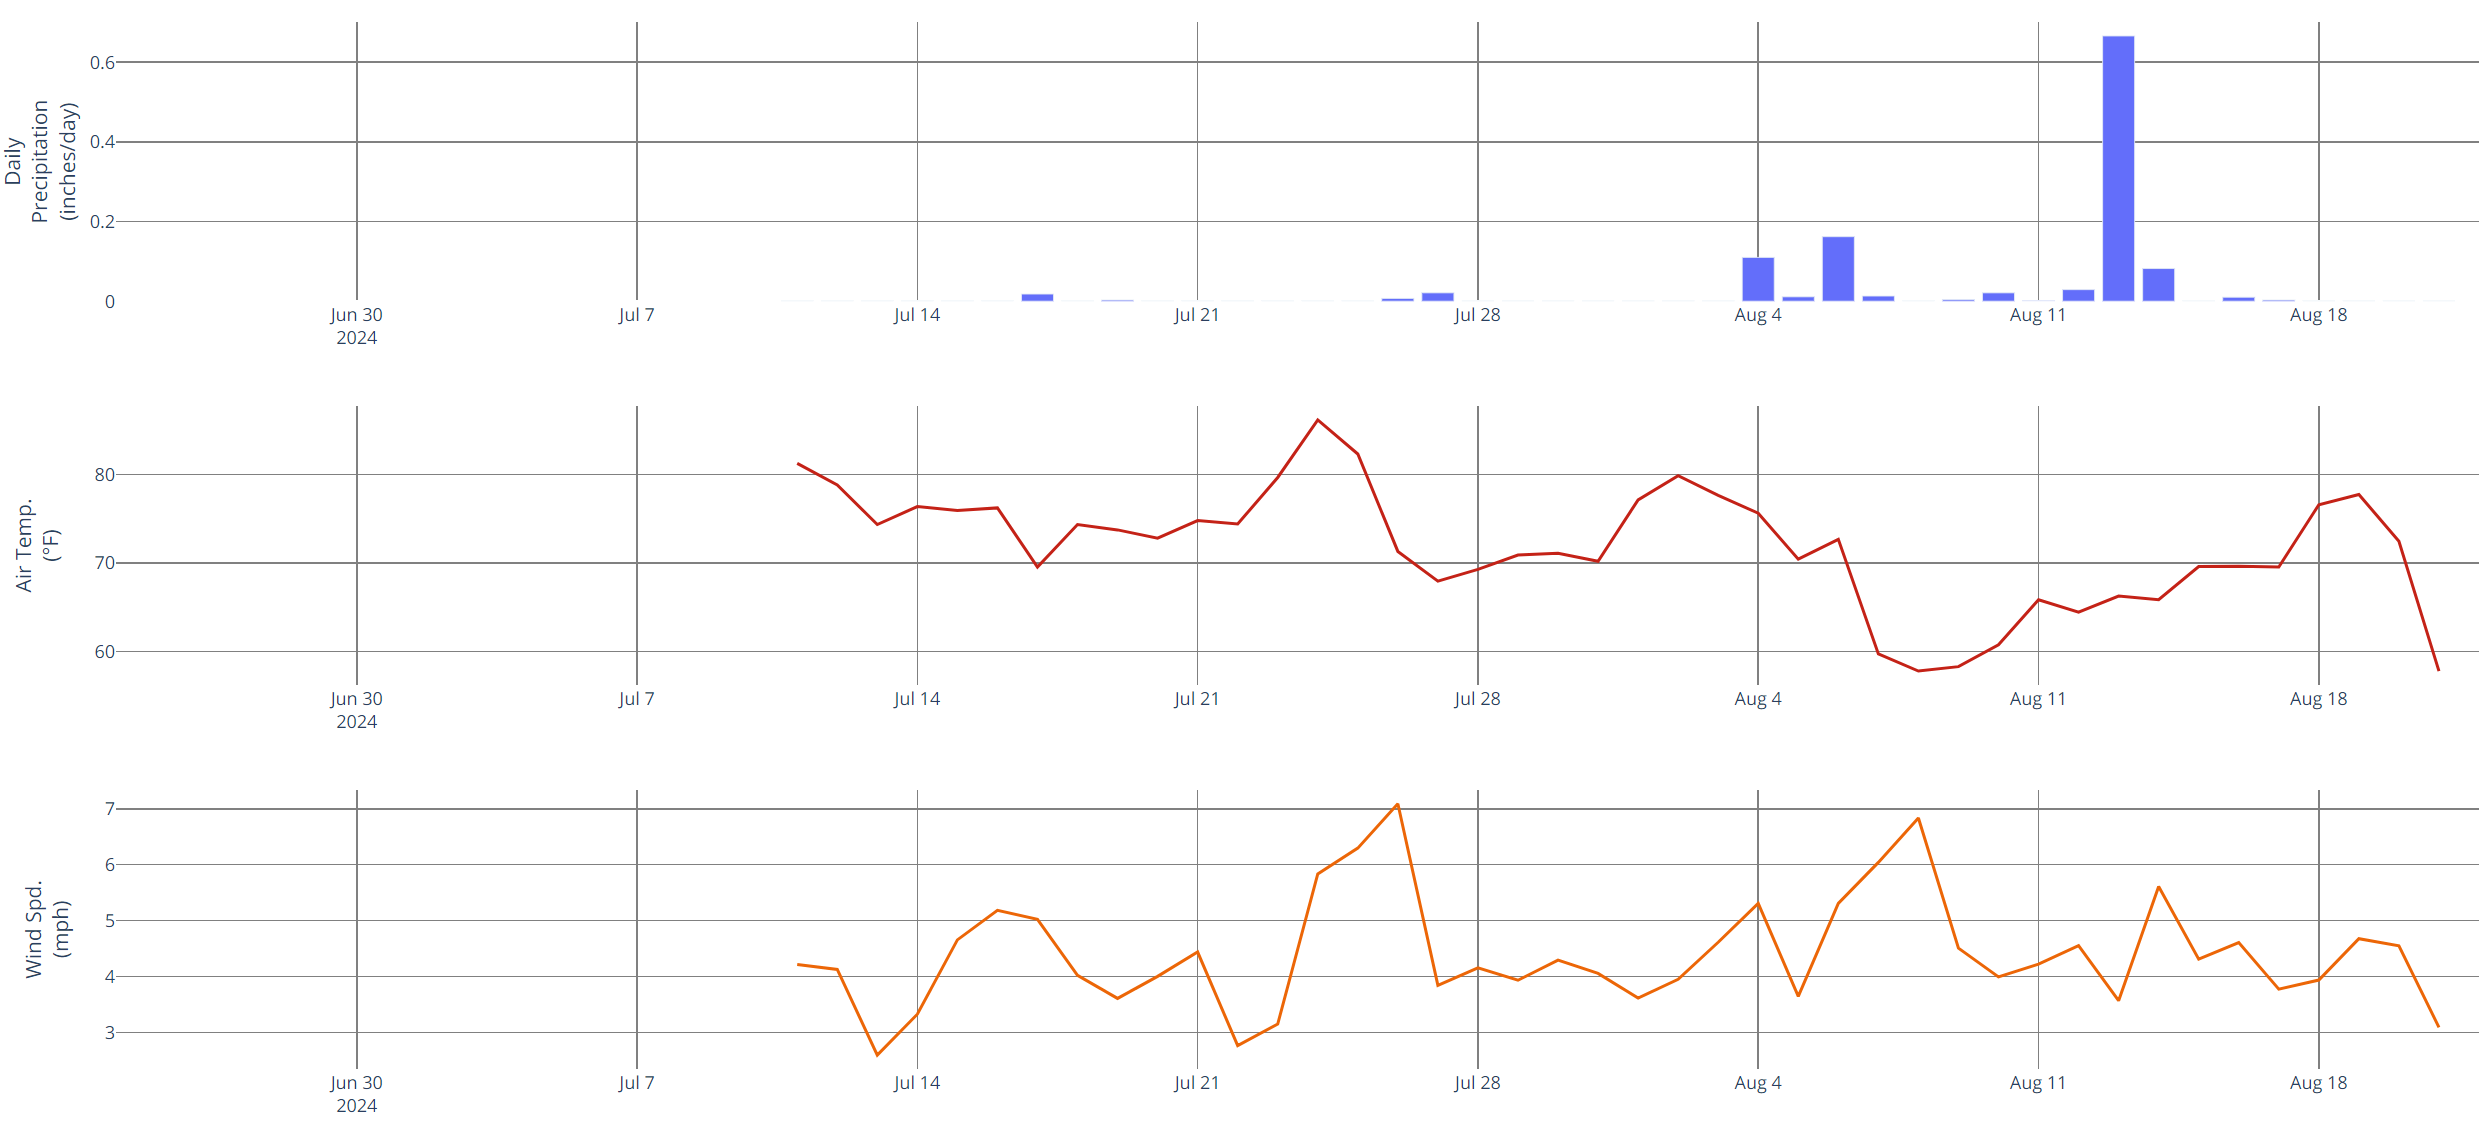 Daily
Precipitation
(inches/day)
0.6
0.4
0.2
0
Jun 30
2024
Jul 7
Jul 14
Jul 21
Jul 28
Aug 4
Aug 11
Aug 18
Air Temp.
(°F)
80
70
60
Jun 30
2024
Jul 7
Jul 14
Jul 21
Jul 28
Aug 4
Aug 11
Aug 18
Wind Spd.
(mph)
7
6
5
4
3
Jun 30
2024
Jul 7
Jul 14
Jul 21
Jul 28
Aug 4
Aug 11
Aug 18